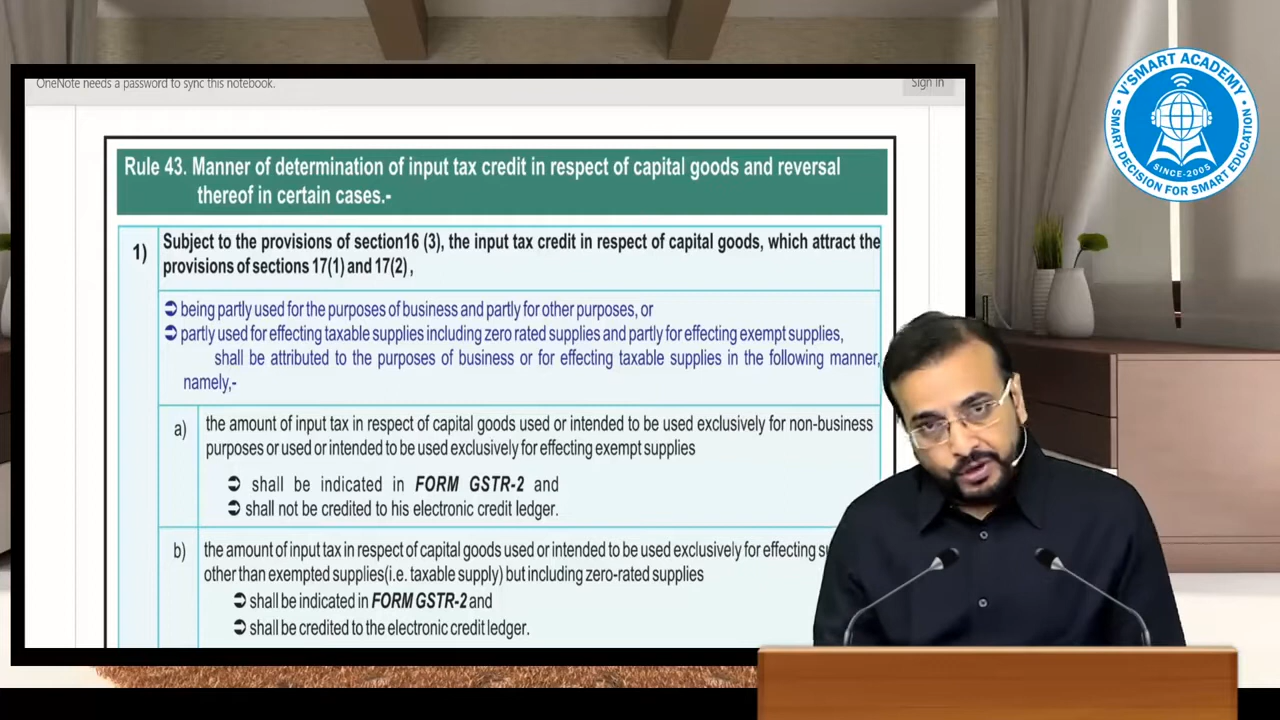 OneNote needs a password to sync this notebook.
Sign in
V'SMART ACADEMY
SINCE-2005
SMART DECISION FOR SMART EDUCATION
Rule 43. Manner of determination of input tax credit in respect of capital goods and reversal
thereof in certain cases.-
1)
Subject to the provisions of section16 (3), the input tax credit in respect of capital goods, which attract the
provisions of sections 17(1) and 17(2) ,
➲ being partly used for the purposes of business and partly for other purposes, or
➲ partly used for effecting taxable supplies including zero rated supplies and partly for effecting exempt supplies,
shall be attributed to the purposes of business or for effecting taxable supplies in the following manner,
namely,-
a)
the amount of input tax in respect of capital goods used or intended to be used exclusively for non-business
purposes or used or intended to be used exclusively for effecting exempt supplies
➲ shall be indicated in FORM GSTR-2 and
➲ shall not be credited to his electronic credit ledger.
b)
the amount of input tax in respect of capital goods used or intended to be used exclusively for effecting
other than exempted supplies(i.e. taxable supply) but including zero-rated supplies
➲ shall be indicated in FORM GSTR-2 and
➲ shall be credited to the electronic credit ledger.